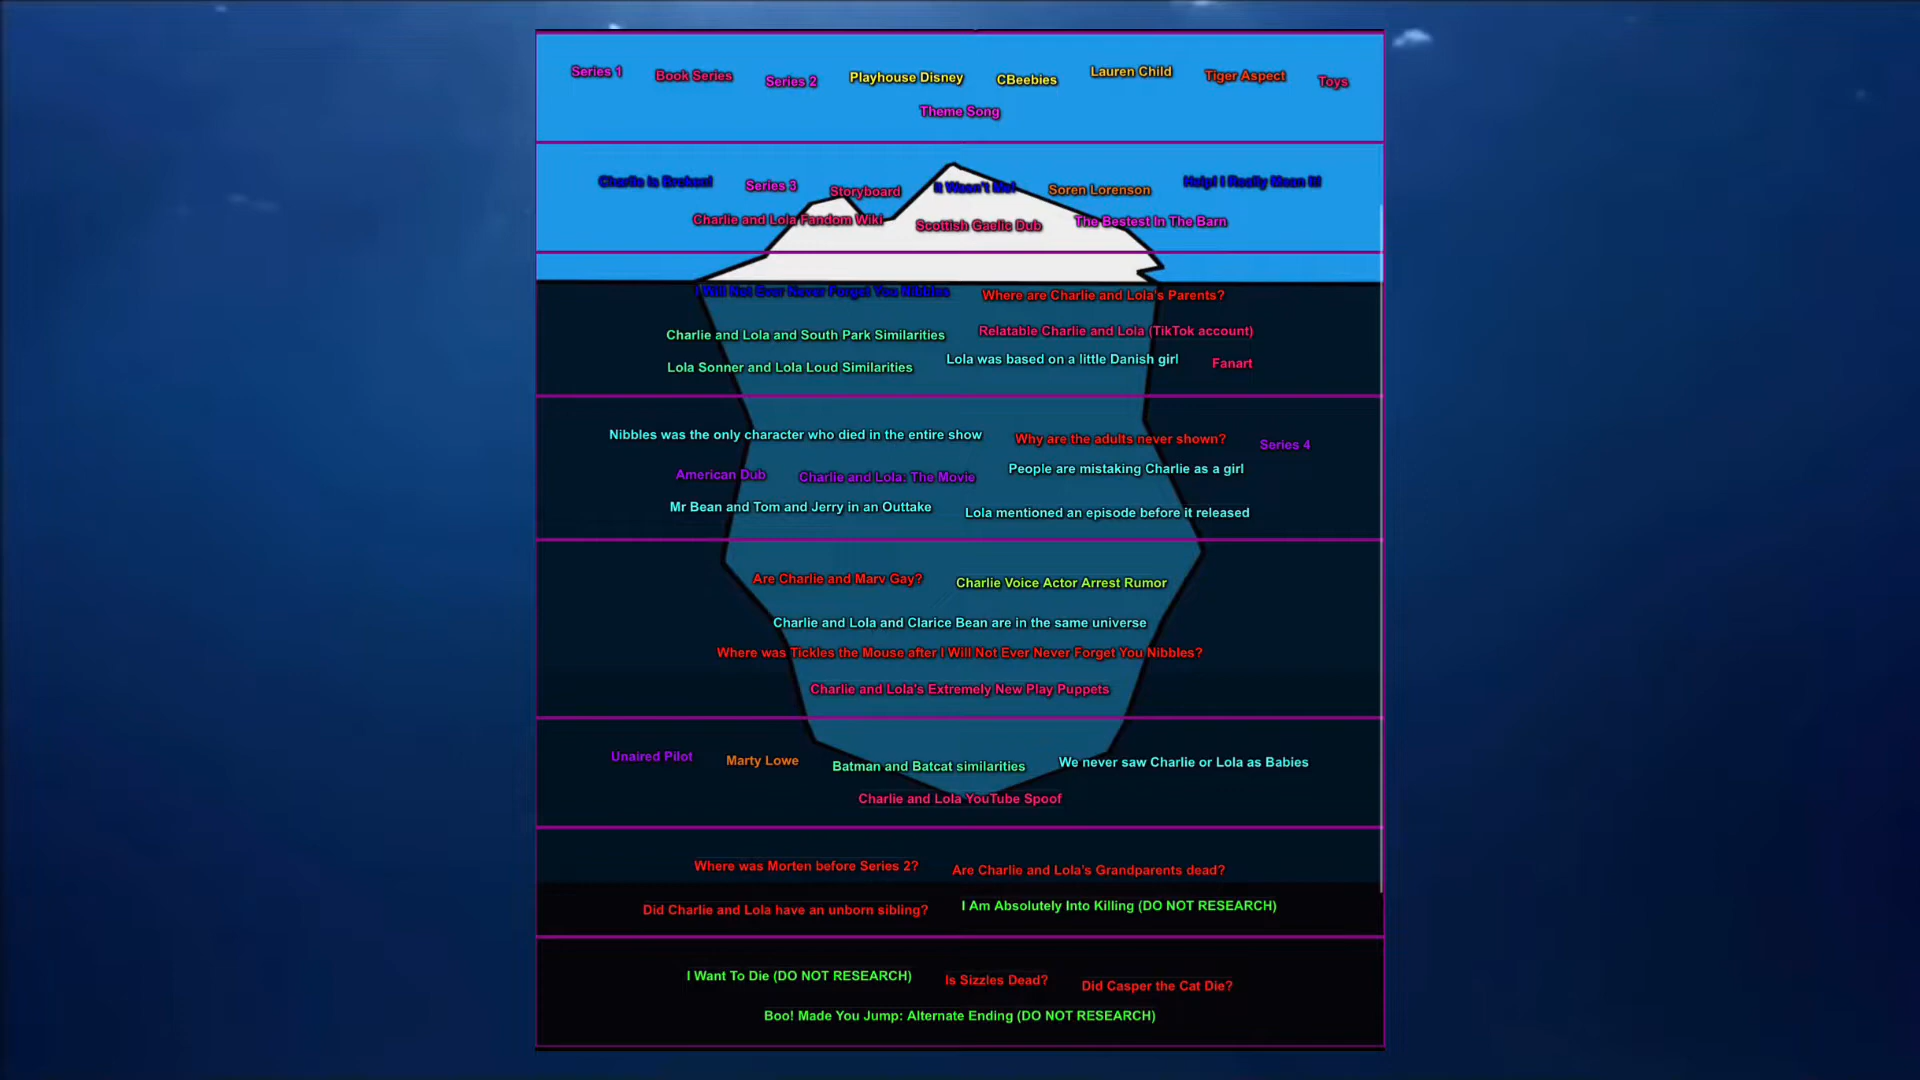 Series 1 Book Series Series 2 Playhouse Disney CBeebies Lauren Child Tiger Aspect Toys
Theme Song
Charlie is Broken! Series 3 Storyboard It Wasn't Me! Soren Lorenson Help! I Really Mean It!
Charlie and Lola Fandom Wiki Scottish Gaelic Dub The Bestest In The Barn
I Will Not Ever Never Forget You Nibbles Where are Charlie and Lola's Parents?
Charlie and Lola and South Park Similarities Relatable Charlie and Lola (TikTok account)
Lola Sonner and Lola Loud Similarities Lola was based on a little Danish girl Fanart
Nibbles was the only character who died in the entire show Why are the adults never shown? Series 4
American Dub Charlie and Lola: The Movie People are mistaking Charlie as a girl
Mr Bean and Tom and Jerry in an Outtake Lola mentioned an episode before it released
Are Charlie and Marv Gay? Charlie Voice Actor Arrest Rumor
Charlie and Lola and Clarice Bean are in the same universe
Where was Tickles the Mouse after I Will Not Ever Never Forget You Nibbles?
Charlie and Lola's Extremely New Play Puppets
Unaired Pilot Marty Lowe Batman and Batcat similarities We never saw Charlie or Lola as Babies
Charlie and Lola YouTube Spoof
Where was Morten before Series 2? Are Charlie and Lola's Grandparents dead?
Did Charlie and Lola have an unborn sibling? I Am Absolutely Into Killing (DO NOT RESEARCH)
I Want To Die (DO NOT RESEARCH) Is Sizzles Dead? Did Casper the Cat Die?
Boo! Made You Jump: Alternate Ending (DO NOT RESEARCH)